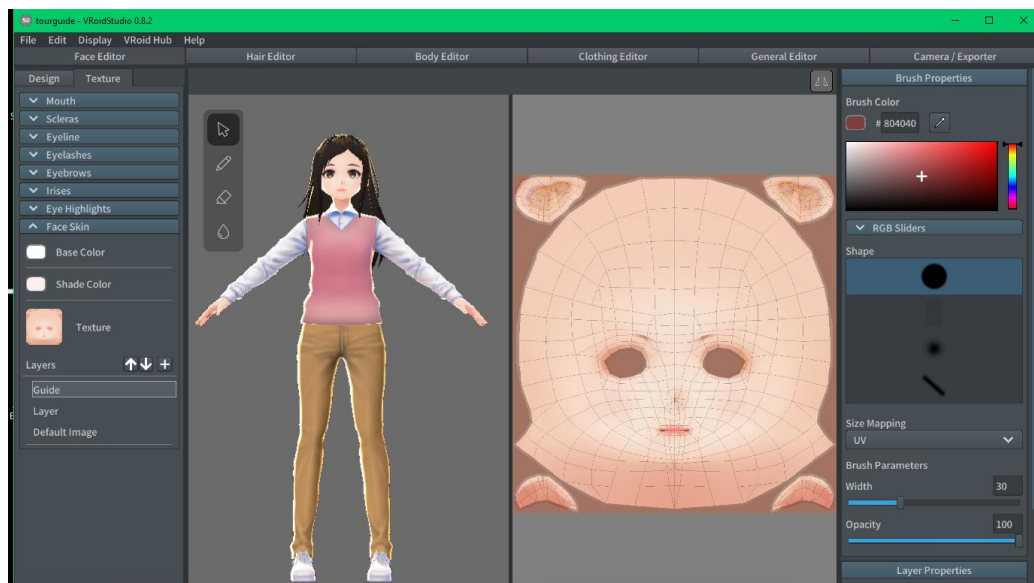 tourguide - VRoidStudio 0.8.2
File Edit Display VRoid Hub Help
Face Editor Hair Editor Body Editor Clothing Editor General Editor Camera / Exporter
Design Texture
Mouth
Scleras
Eyeline
Eyelashes
Eyebrows
Irises
Eye Highlights
Face Skin
Base Color
Shade Color
Texture
Layers
Guide
Layer
Default Image
Brush Properties
Brush Color
# 804040
RGB Sliders
Shape
Size Mapping
UV
Brush Parameters
Width 30
Opacity 100
Layer Properties